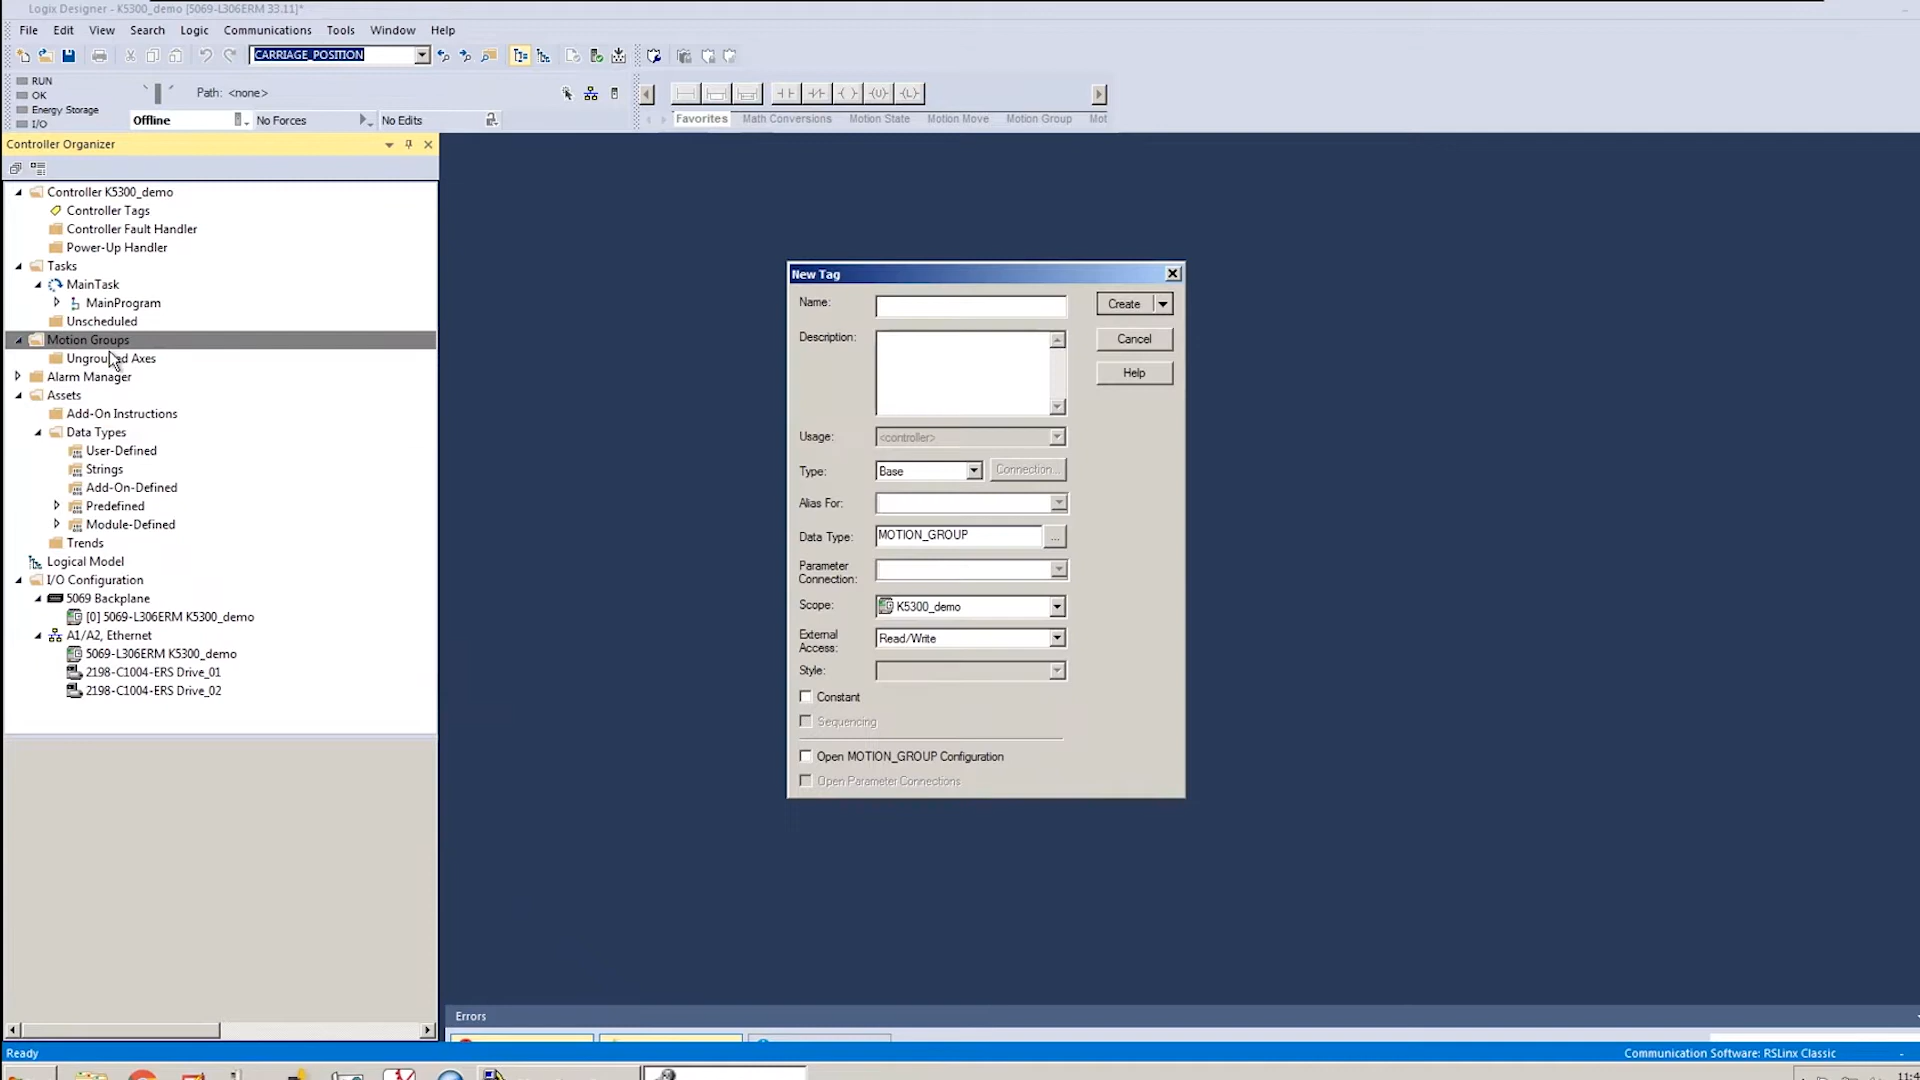 Logix Designer - K5300_demo [5069-L306ERM 33.11]*
File Edit View Search Logic Communications Tools Window Help
CARRIAGE_POSITION
RUN
OK
Energy Storage
I/O
Path: <none>
Offline No Forces No Edits
Favorites Math Conversions Motion State Motion Move Motion Group Mot
Controller Organizer
Controller K5300_demo
Controller Tags
Controller Fault Handler
Power-Up Handler
Tasks
MainTask
MainProgram
Unscheduled
Motion Groups
Ungrouped Axes
Alarm Manager
Assets
Add-On Instructions
Data Types
User-Defined
Strings
Add-On-Defined
Predefined
Module-Defined
Trends
Logical Model
I/O Configuration
5069 Backplane
[0] 5069-L306ERM K5300_demo
A1/A2, Ethernet
5069-L306ERM K5300_demo
2198-C1004-ERS Drive_01
2198-C1004-ERS Drive_02
New Tag
Name:
Create
Description:
Cancel
Help
Usage: <controller>
Type: Base Connection...
Alias For:
Data Type: MOTION_GROUP ...
Parameter
Connection:
Scope: K5300_demo
External
Access: Read/Write
Style:
Constant
Sequencing
Open MOTION_GROUP Configuration
Open Parameter Connections
Errors
Ready
Communication Software: RSLinx Classic